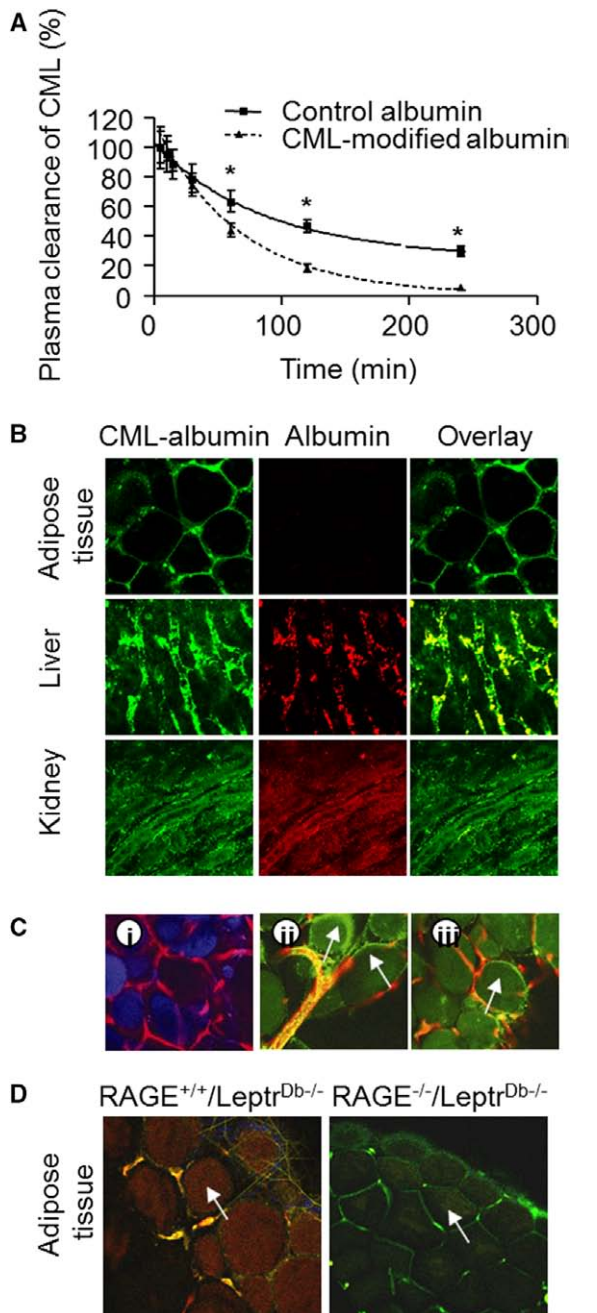 A
Plasma clearance of CML (%)
120
100
80
60
40
20
0
Control albumin
CML-modified albumin
*
*
*
0 100 200 300
Time (min)
B
CML-albumin Albumin Overlay
Adipose
tissue
Liver
Kidney
C
i ii iii
D
RAGE+/+/LeptrDb-/- RAGE-/-/LeptrDb-/-
Adipose
tissue